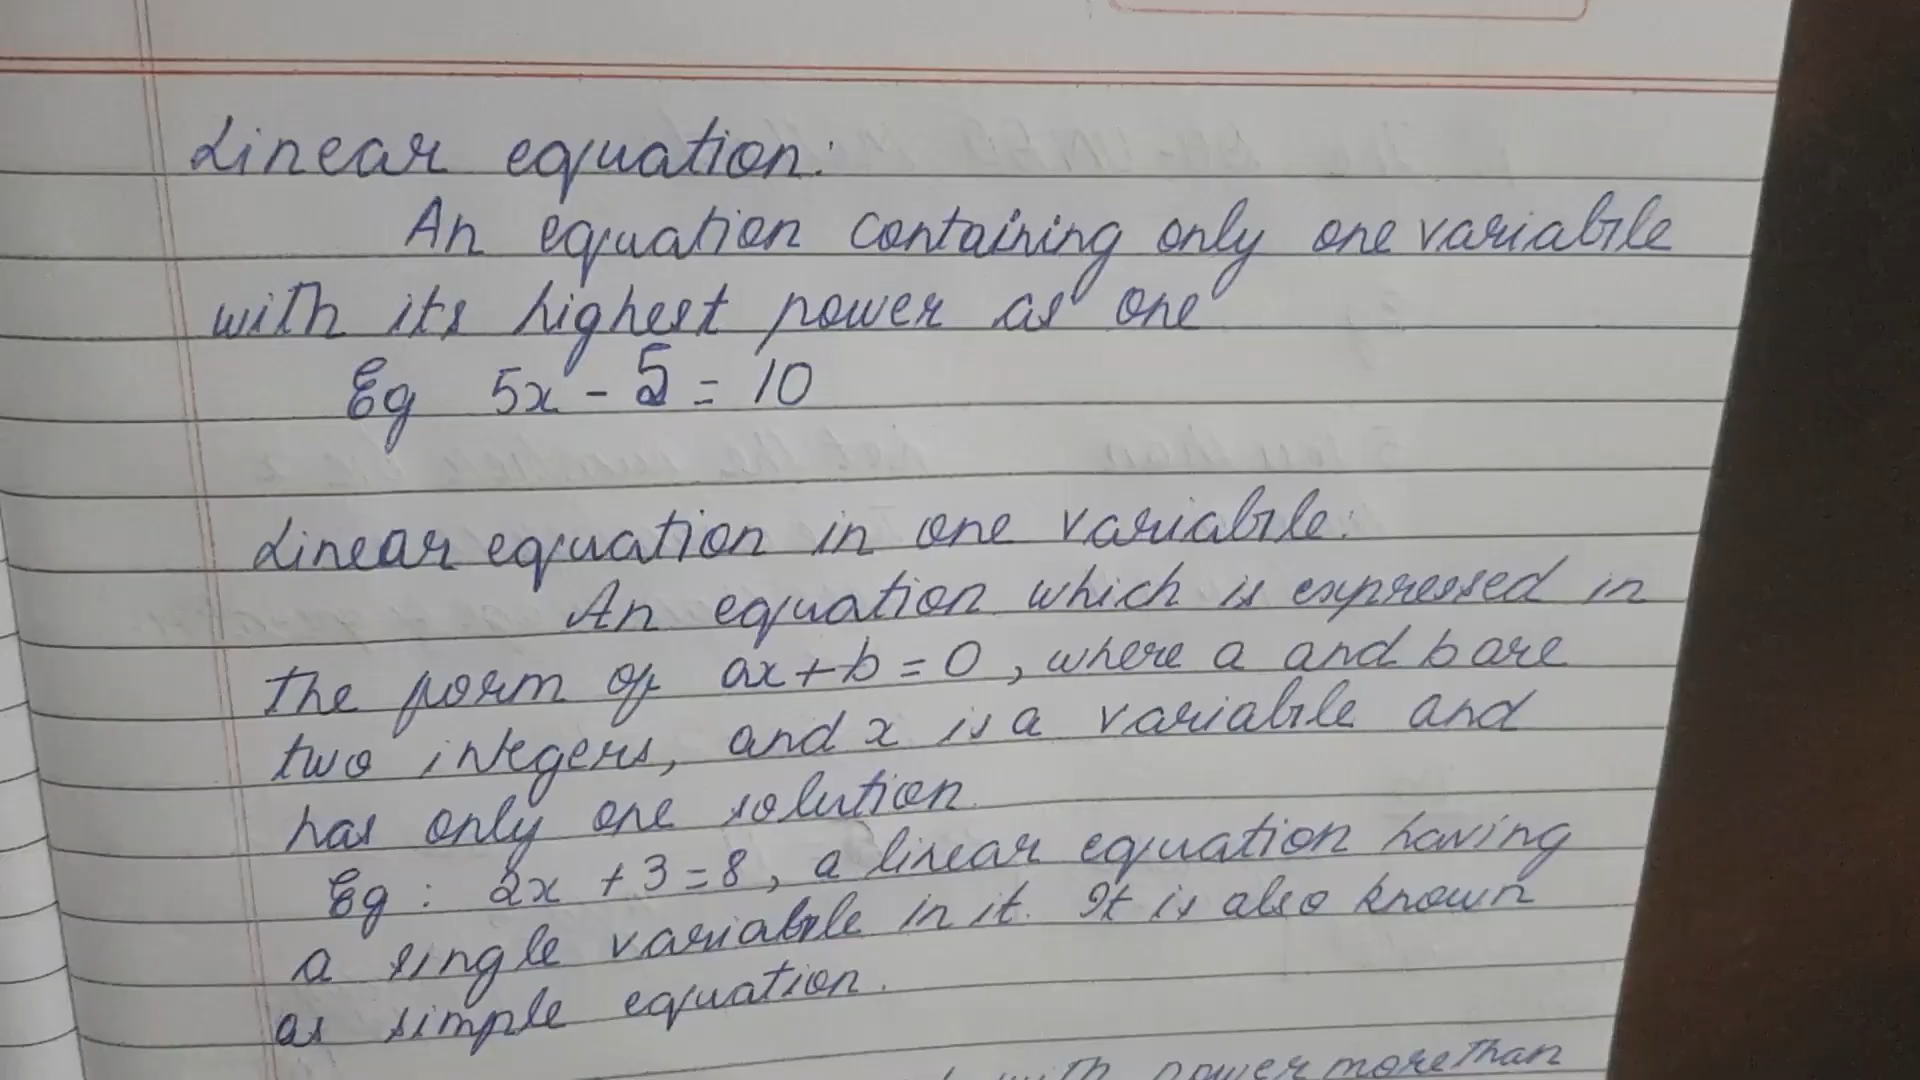 Linear equation:
An equation containing only one variable
with its highest power as one
Eg 5x - 5 = 10
Linear equation in one variable:
An equation which is expressed in
the form of ax + b = 0, where a and b are
two integers, and x is a variable and
has only one solution.
Eg : 2x + 3 = 8, a linear equation having
a single variable in it. It is also known
as simple equation.
with power more than